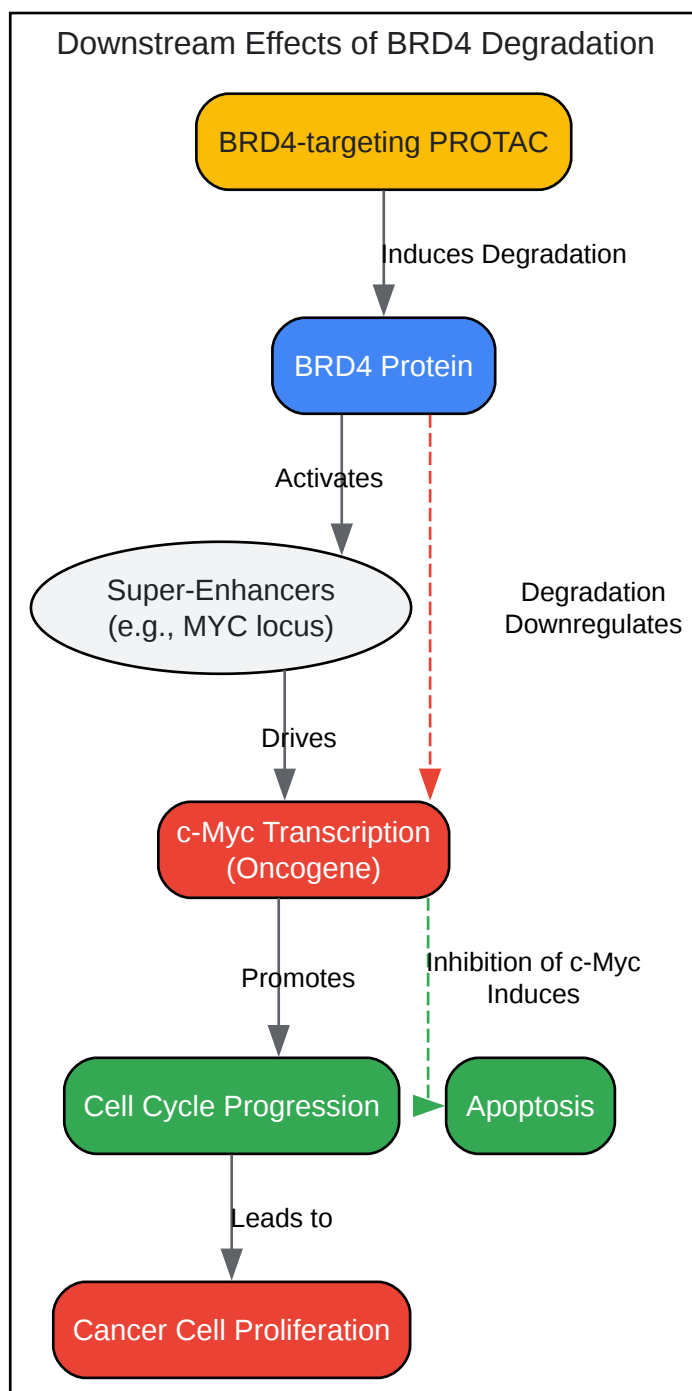 Downstream Effects of BRD4 Degradation
BRD4-targeting PROTAC
Induces Degradation
BRD4 Protein
Activates
Super-Enhancers
(e.g., MYC locus)
Degradation
Downregulates
Drives
c-Myc Transcription
(Oncogene)
Promotes
Inhibition of c-Myc
Induces
Cell Cycle Progression
Apoptosis
Leads to
Cancer Cell Proliferation